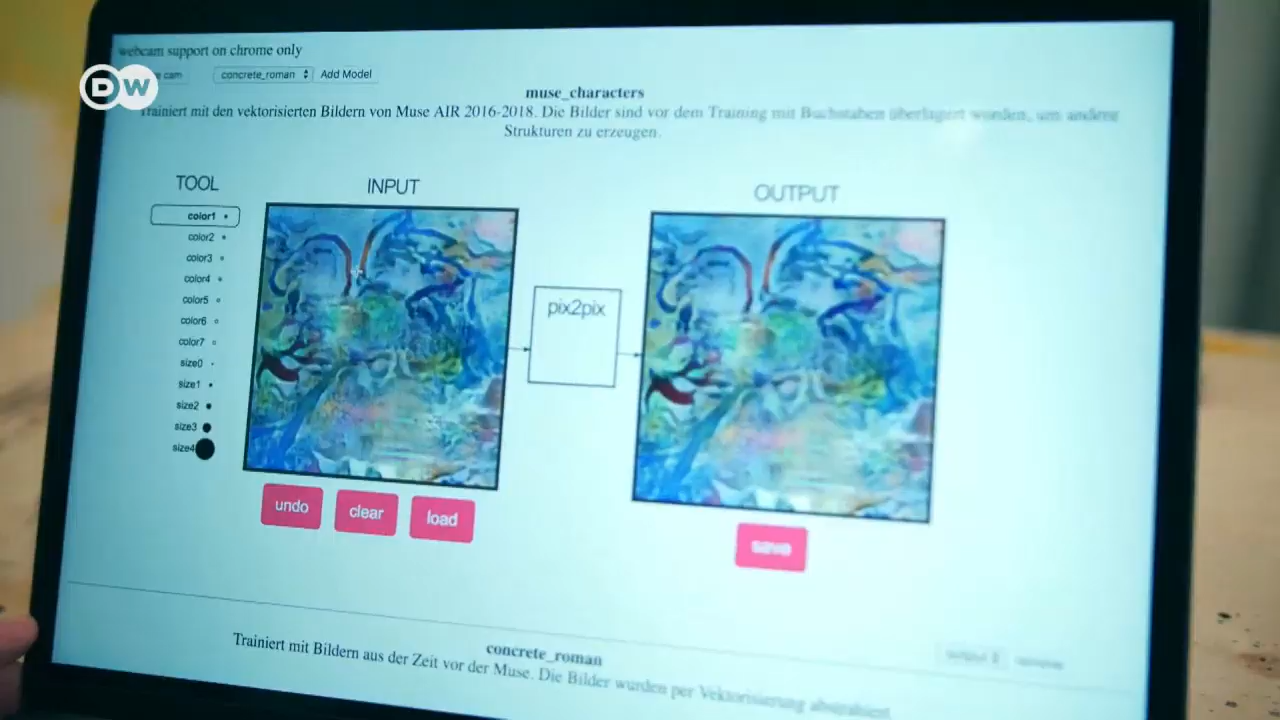 webcam support on chrome only
DW
cam
concrete_roman
Add Model
muse_characters
Trainiert mit den vektorisierten Bildern von Muse AIR 2016-2018. Die Bilder sind vor dem Training mit Buchstaben überlagert worden, um andere
Strukturen zu erzeugen.
TOOL
INPUT
OUTPUT
color1
color2
color3
color4
color5
color6
color7
size0
size1
size2
size3
size4
pix2pix
undo
clear
load
save
concrete_roman
Trainiert mit Bildern aus der Zeit vor der Muse. Die Bilder wurden per Vektorisierung abstrahiert.